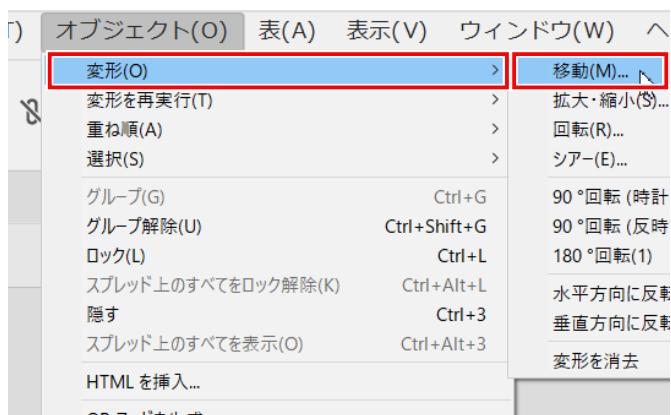 T) オブジェクト(O) 表(A) 表示(V) ウィンドウ(W) ヘ
変形(O)
変形を再実行(T)
重ね順(A)
選択(S)
グループ(G) Ctrl+G
グループ解除(U) Ctrl+Shift+G
ロック(L) Ctrl+L
スプレッド上のすべてをロック解除(K) Ctrl+Alt+L
隠す Ctrl+3
スプレッド上のすべてを表示(O) Ctrl+Alt+3
HTML を挿入...
移動(M)...
拡大・縮小(S)...
回転(R)...
シアー(E)...
90 °回転 (時計
90 °回転 (反時
180 °回転(1)
水平方向に反転
垂直方向に反転
変形を消去